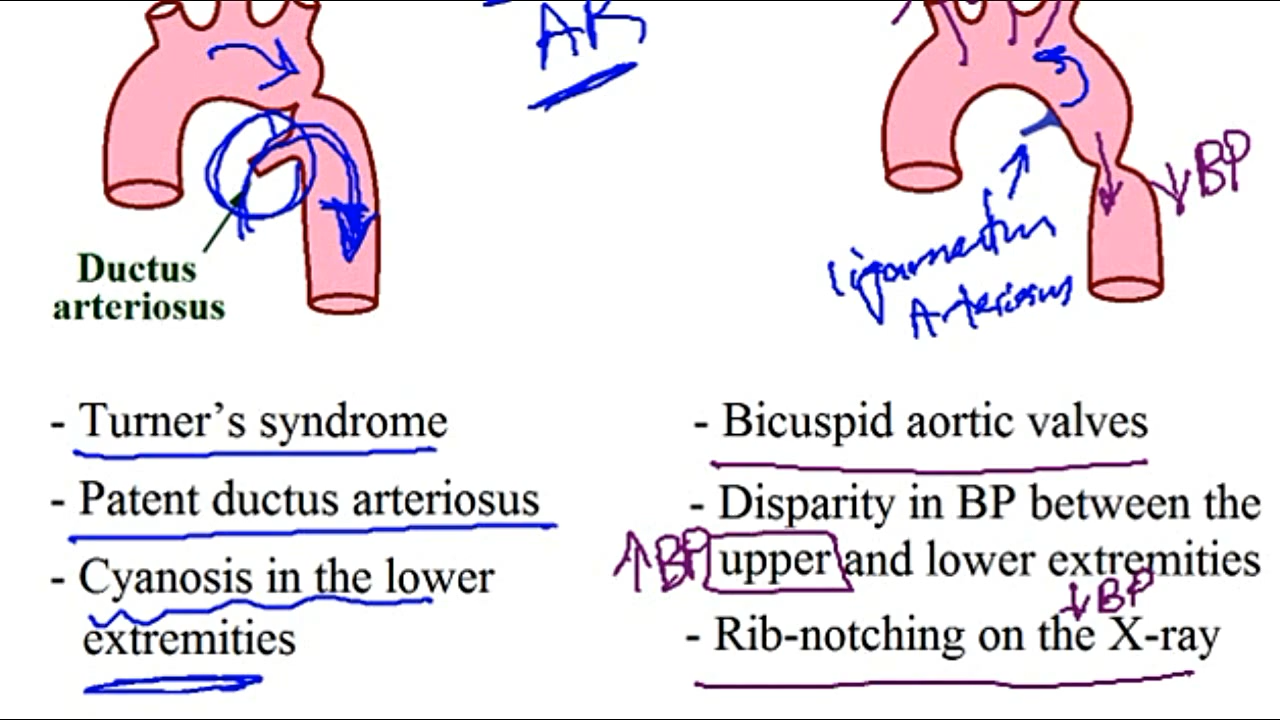 AR
↓BP
Ductus
arteriosus
Ligamentum
Arteriosus
- Turner's syndrome
- Patent ductus arteriosus
- Cyanosis in the lower
extremities
- Bicuspid aortic valves
- Disparity in BP between the
↑BP upper and lower extremities
↓BP
- Rib-notching on the X-ray